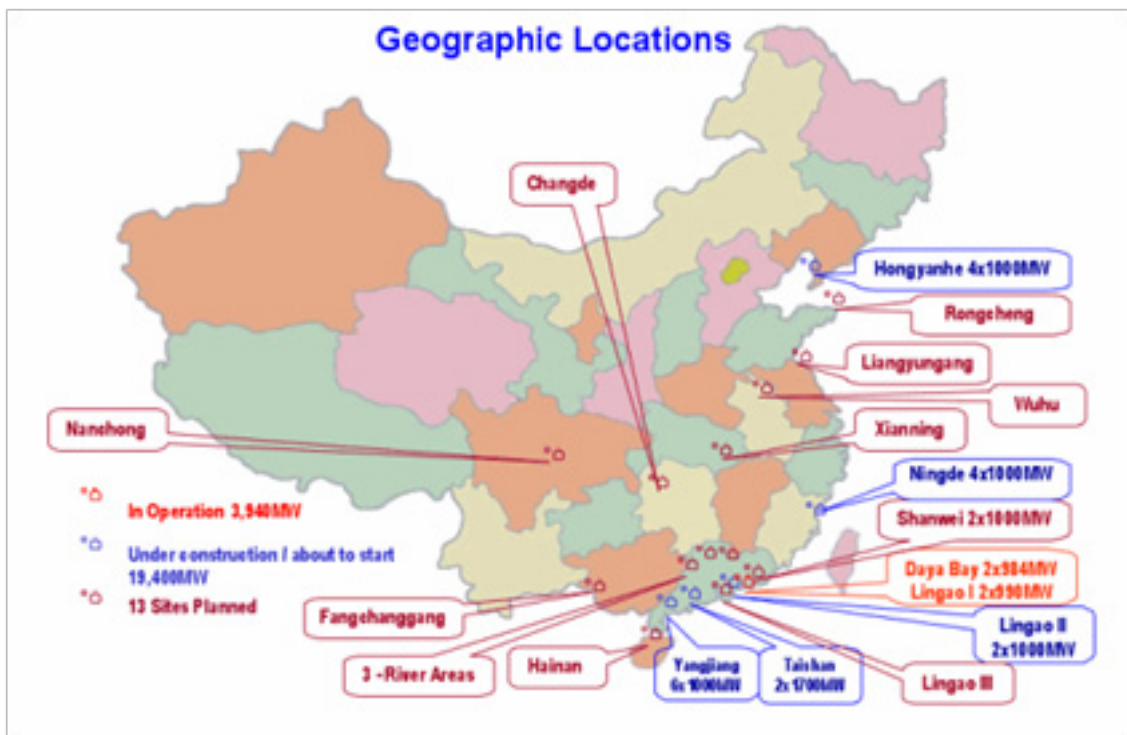 Geographic Locations
Changde
Hongyanhe 4x1000MW
Rongcheng
Liangyungang
Wuhu
Nanchong
Xianning
Ningde 4x1000MW
In Operation 3,940MW
Shanwei 2x1000MW
Under construction / about to start
19,400MW
Daya Bay 2x984MW
Lingao I 2x990MW
13 Sites Planned
Fangchanggang
Lingao II
2x1000MW
3 -River Areas
Hainan
Yangjiang
6x1000MW
Taishan
2x1700MW
Lingao III